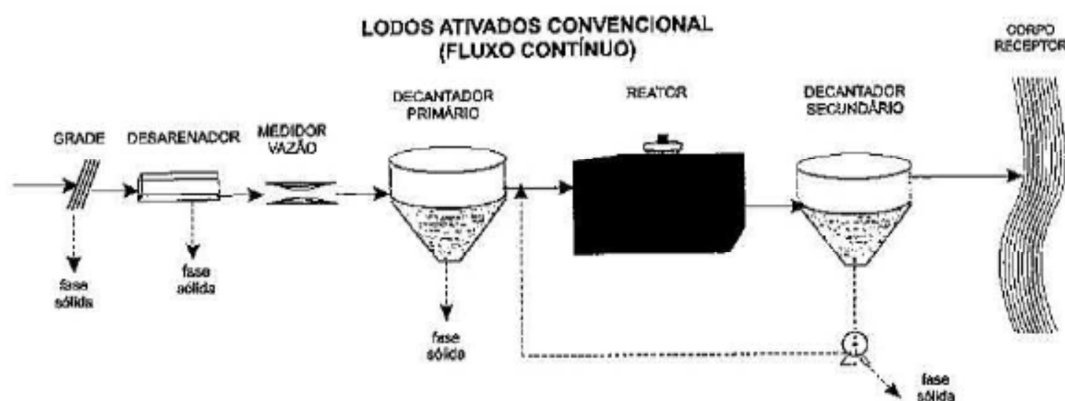 LODOS ATIVADOS CONVENCIONAL
(FLUXO CONTÍNUO)
CORPO
RECEPTOR
DECANTADOR
PRIMÁRIO
REATOR
DECANTADOR
SECUNDÁRIO
GRADE
DESARENADOR
MEDIDOR
VAZÃO
fase
sólida
fase
sólida
fase
sólida
fase
sólida